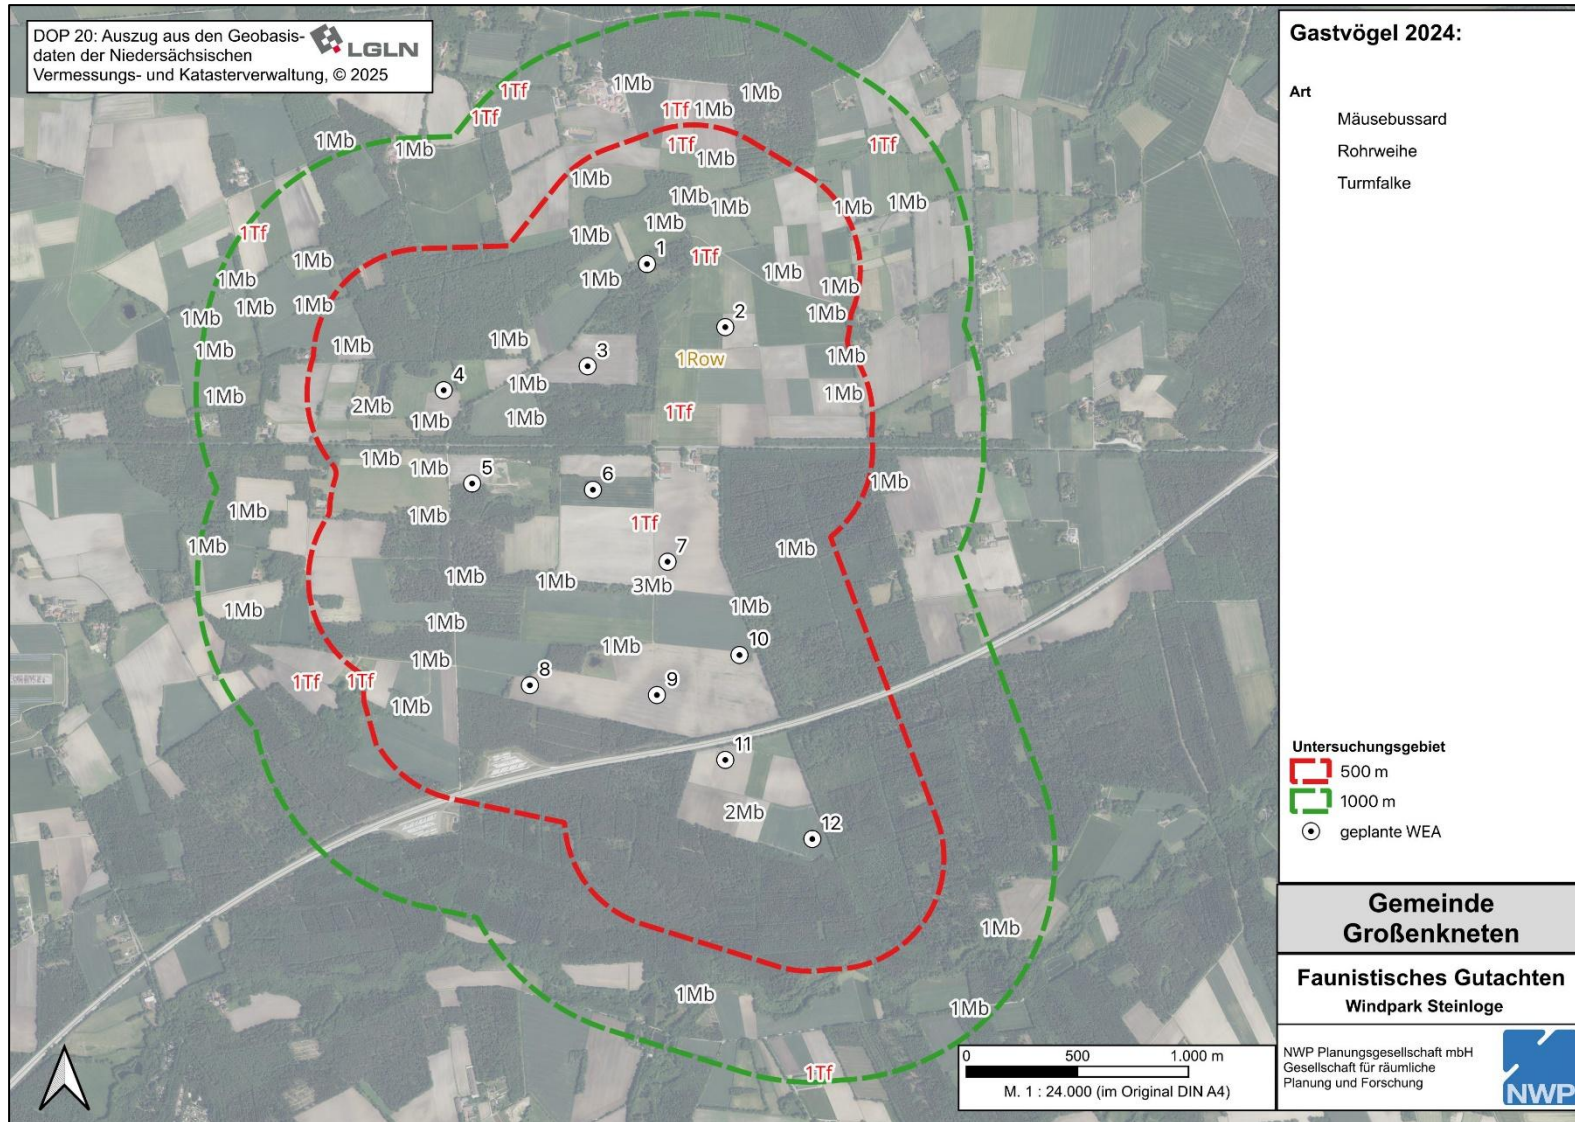 DOP 20: Auszug aus den Geobasis-
daten der Niedersächsischen
Vermessungs- und Katasterverwaltung, © 2025
LGLN
Gastvögel 2024:
Art
Mäusebussard
Rohrweihe
Turmfalke
Untersuchungsgebiet
500 m
1000 m
geplante WEA
Gemeinde
Großenkneten
Faunistisches Gutachten
Windpark Steinloge
NWP Planungsgesellschaft mbH
Gesellschaft für räumliche
Planung und Forschung
NWP
0 500 1.000 m
M. 1 : 24.000 (im Original DIN A4)
1Tf
1Mb
1Mb
1Tf
1Tf
1Mb
1Mb
1Mb
1Tf
1Tf
1Mb
1Mb
1Mb
1Mb
1Mb
1Mb
1Mb
1Mb
1Tf
1Mb
1Mb
1Tf
1
1Mb
1Mb
1Mb
1Mb
1Mb
1Mb
1Mb
1Mb
1Mb
2
1Mb
1Mb
1Mb
1Mb
1Row
1Mb
3
1Mb
4
1Mb
1Mb
2Mb
1Tf
1Mb
1Mb
1Mb
1Mb
5
1Mb
6
1Mb
1Mb
1Tf
1Mb
1Mb
7
1Mb
1Mb
3Mb
1Mb
1Mb
1Mb
1Mb
10
1Mb
8
1Tf
1Tf
9
1Mb
11
2Mb
12
1Mb
1Mb
1Mb
1Tf